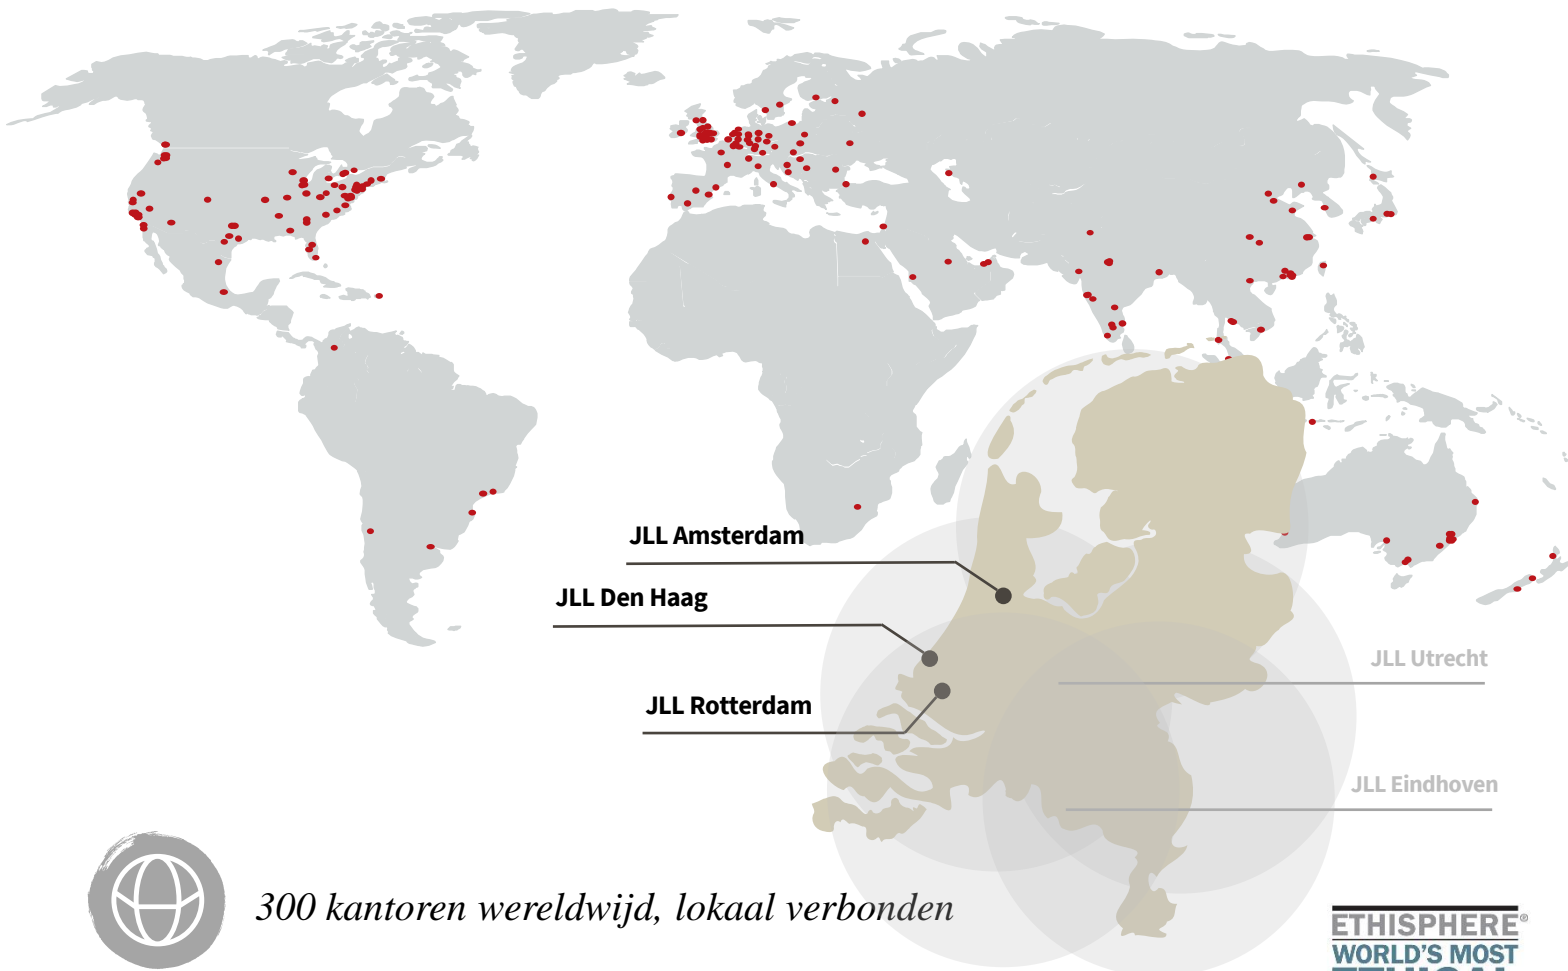 JLL Amsterdam
JLL Den Haag
JLL Utrecht
JLL Rotterdam
JLL Eindhoven
300 kantoren wereldwijd, lokaal verbonden
ETHISPHERE®
WORLD'S MOST